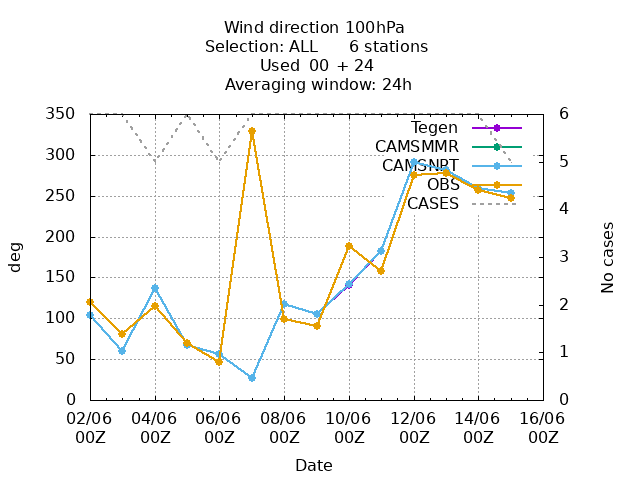 Wind direction 100hPa
Selection: ALL 6 stations
Used 00 + 24
Averaging window: 24h
350
300
250
200
150
100
50
0
deg
6
5
4
3
2
1
0
No cases
Tegen
CAMSMMR
CAMSNRT
OBS
CASES
02/06 04/06 06/06 08/06 10/06 12/06 14/06 16/06
00Z 00Z 00Z 00Z 00Z 00Z 00Z 00Z
Date